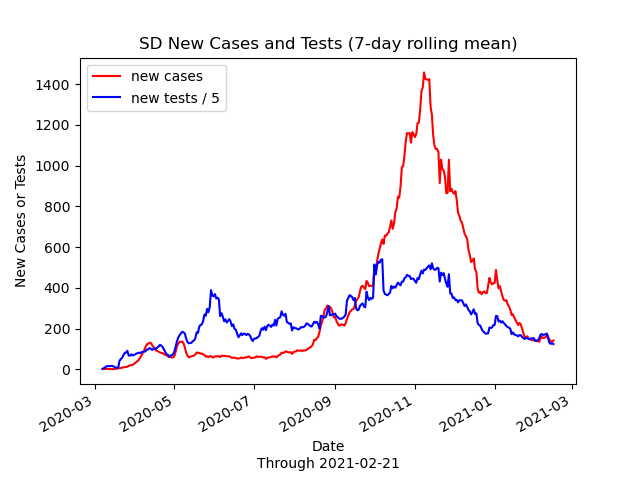 SD New Cases and Tests (7-day rolling mean)
new cases
new tests / 5
1400
1200
1000
800
600
400
200
0
New Cases or Tests
2020-03
2020-05
2020-07
2020-09
2020-11
2021-01
2021-03
Date
Through 2021-02-21